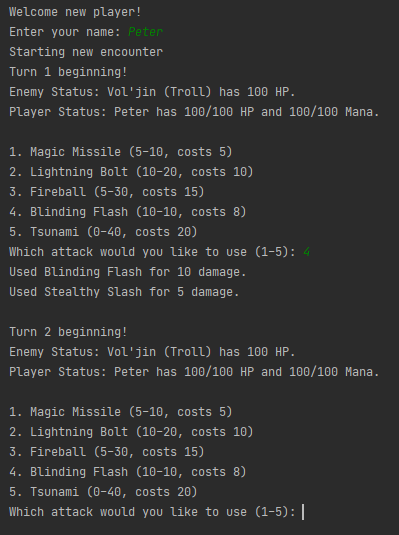 Welcome new player!
Enter your name: Peter
Starting new encounter
Turn 1 beginning!
Enemy Status: Vol'jin (Troll) has 100 HP.
Player Status: Peter has 100/100 HP and 100/100 Mana.
1. Magic Missile (5-10, costs 5)
2. Lightning Bolt (10-20, costs 10)
3. Fireball (5-30, costs 15)
4. Blinding Flash (10-10, costs 8)
5. Tsunami (0-40, costs 20)
Which attack would you like to use (1-5): 4
Used Blinding Flash for 10 damage.
Used Stealthy Slash for 5 damage.
Turn 2 beginning!
Enemy Status: Vol'jin (Troll) has 100 HP.
Player Status: Peter has 100/100 HP and 100/100 Mana.
1. Magic Missile (5-10, costs 5)
2. Lightning Bolt (10-20, costs 10)
3. Fireball (5-30, costs 15)
4. Blinding Flash (10-10, costs 8)
5. Tsunami (0-40, costs 20)
Which attack would you like to use (1-5):